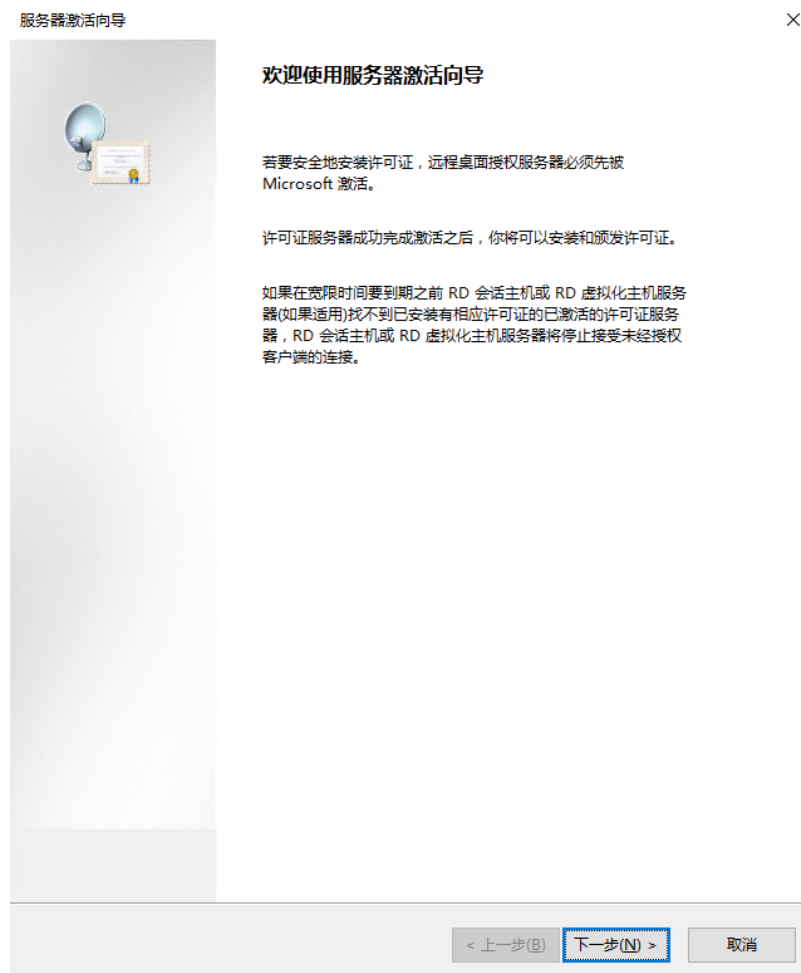 服务器激活向导
欢迎使用服务器激活向导
若要安全地安装许可证，远程桌面授权服务器必须先被
Microsoft 激活。
许可证服务器成功完成激活之后，你将可以安装和颁发许可证。
如果在宽限时间要到期之前 RD 会话主机或 RD 虚拟化主机服务
器(如果适用)找不到已安装有相应许可证的已激活的许可证服务
器，RD 会话主机或 RD 虚拟化主机服务器将停止接受未经授权
客户端的连接。
< 上一步(B) 下一步(N) > 取消